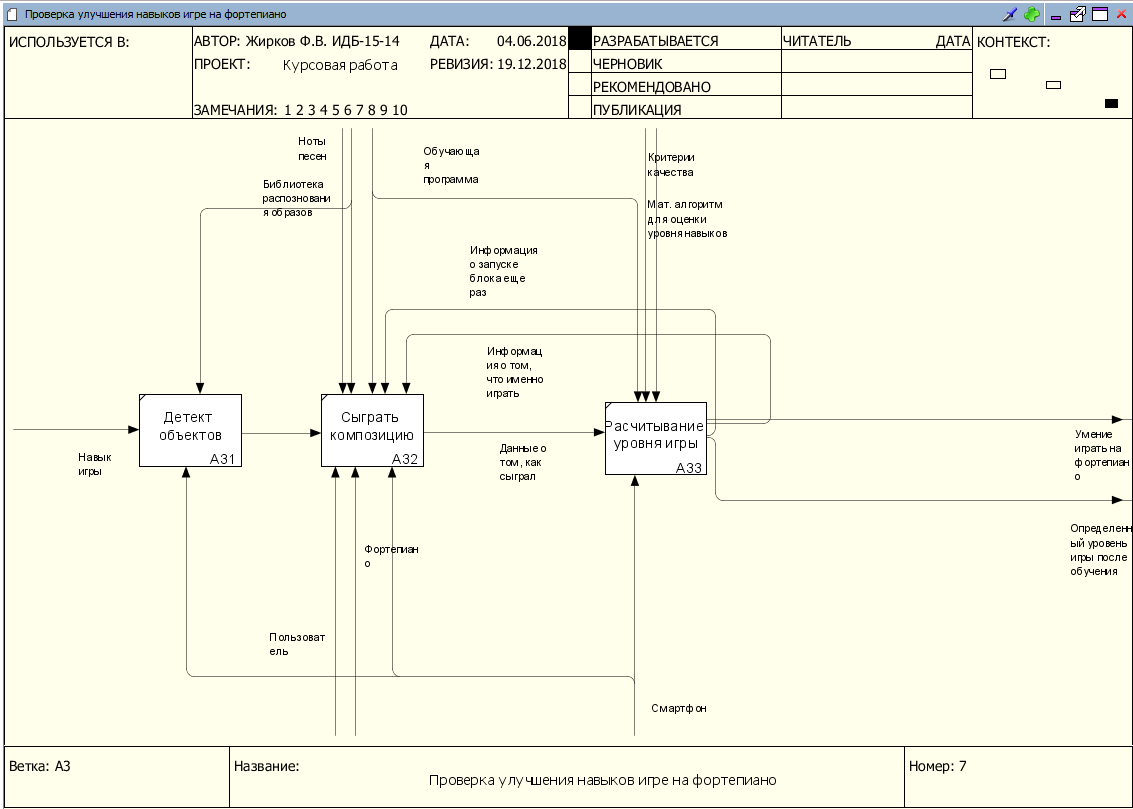 Проверка улучшения навыков игре на фортепиано
ИСПОЛЬЗУЕТСЯ В:
АВТОР: Жирков Ф.В. ИДБ-15-14
ДАТА: 04.06.2018
ПРОЕКТ: Курсовая работа
РЕВИЗИЯ: 19.12.2018
ЗАМЕЧАНИЯ: 1 2 3 4 5 6 7 8 9 10
РАЗРАБАТЫВАЕТСЯ
ЧЕРНОВИК
РЕКОМЕНДОВАНО
ПУБЛИКАЦИЯ
ЧИТАТЕЛЬ
ДАТА
КОНТЕКСТ:
Ноты
песен
Обучающа
я
программа
Критерии
качества
Библиотека
распозновани
я образов
Мат. алгоритм
для оценки
уровня навыков
Информация
о запуске
блока еще
раз
Информац
ия о том,
что именно
играть
Детект
объектов
A31
Сыграть
композицию
A32
Расчитывание
уровня игры
A33
Навык
игры
Данные о
том, как
сыграл
Умение
играть на
фортепиан
о
Определенн
ый уровень
игры после
обучения
Фортепиан
о
Пользоват
ель
Смартфон
Ветка: A3
Название:
Проверка улучшения навыков игре на фортепиано
Номер: 7